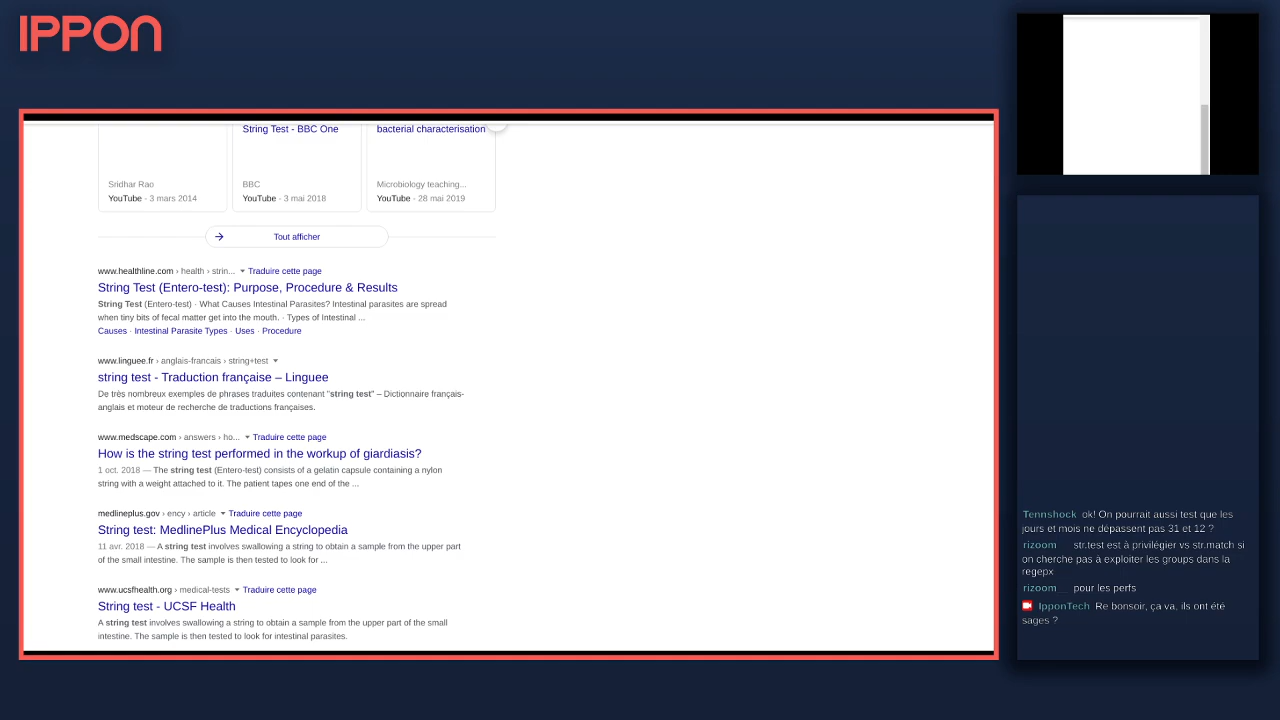 IPPON
String Test - BBC One
bacterial characterisation
Sridhar Rao
BBC
Microbiology teaching...
YouTube - 3 mars 2014
YouTube - 3 mai 2018
YouTube - 28 mai 2019
Tout afficher
www.healthline.com › health › strin... Traduire cette page
String Test (Entero-test): Purpose, Procedure & Results
String Test (Entero-test) · What Causes Intestinal Parasites? Intestinal parasites are spread
when tiny bits of fecal matter get into the mouth. · Types of Intestinal ...
Causes · Intestinal Parasite Types · Uses · Procedure
www.linguee.fr › anglais-francais › string+test
string test - Traduction française – Linguee
De très nombreux exemples de phrases traduites contenant "string test" – Dictionnaire français-
anglais et moteur de recherche de traductions françaises.
www.medscape.com › answers › ho... Traduire cette page
How is the string test performed in the workup of giardiasis?
1 oct. 2018 — The string test (Entero-test) consists of a gelatin capsule containing a nylon
string with a weight attached to it. The patient tapes one end of the ...
medlineplus.gov › ency › article Traduire cette page
String test: MedlinePlus Medical Encyclopedia
11 avr. 2018 — A string test involves swallowing a string to obtain a sample from the upper part
of the small intestine. The sample is then tested to look for ...
www.ucsfhealth.org › medical-tests Traduire cette page
String test - UCSF Health
A string test involves swallowing a string to obtain a sample from the upper part of the small
intestine. The sample is then tested to look for intestinal parasites.
Tennshock ok! On pourrait aussi test que les
jours et mois ne dépassent pas 31 et 12 ?
rizoom__ str.test est à privilégier vs str.match si
on cherche pas à exploiter les groups dans la
regepx
rizoom__ pour les perfs
IpponTech Re bonsoir, ça va, ils ont été
sages ?